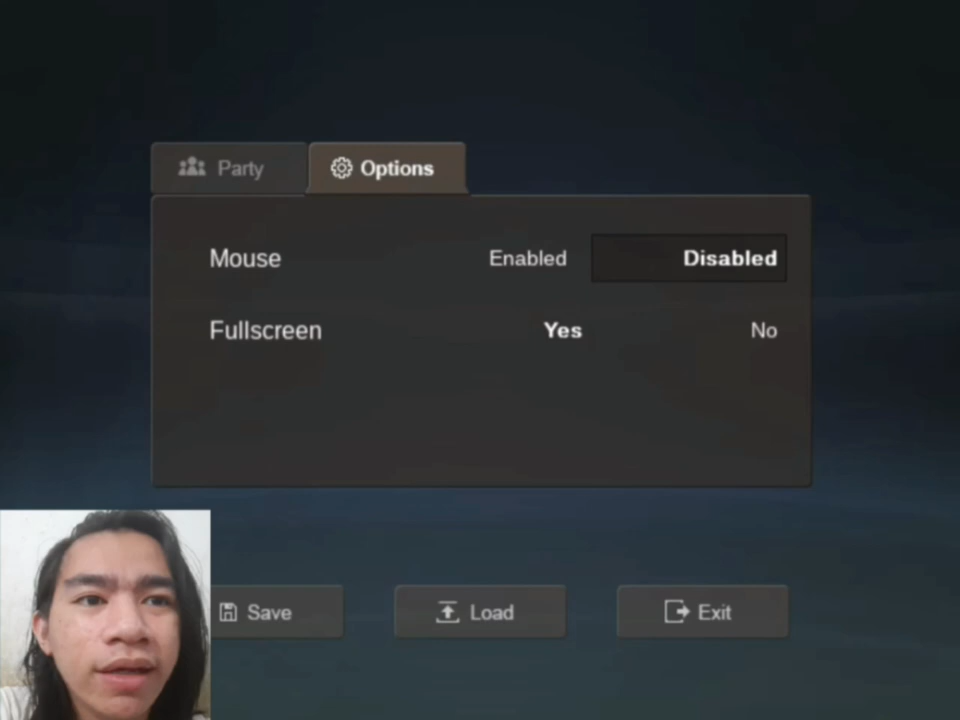 Party Options
Mouse Enabled Disabled
Fullscreen Yes No
Save Load Exit